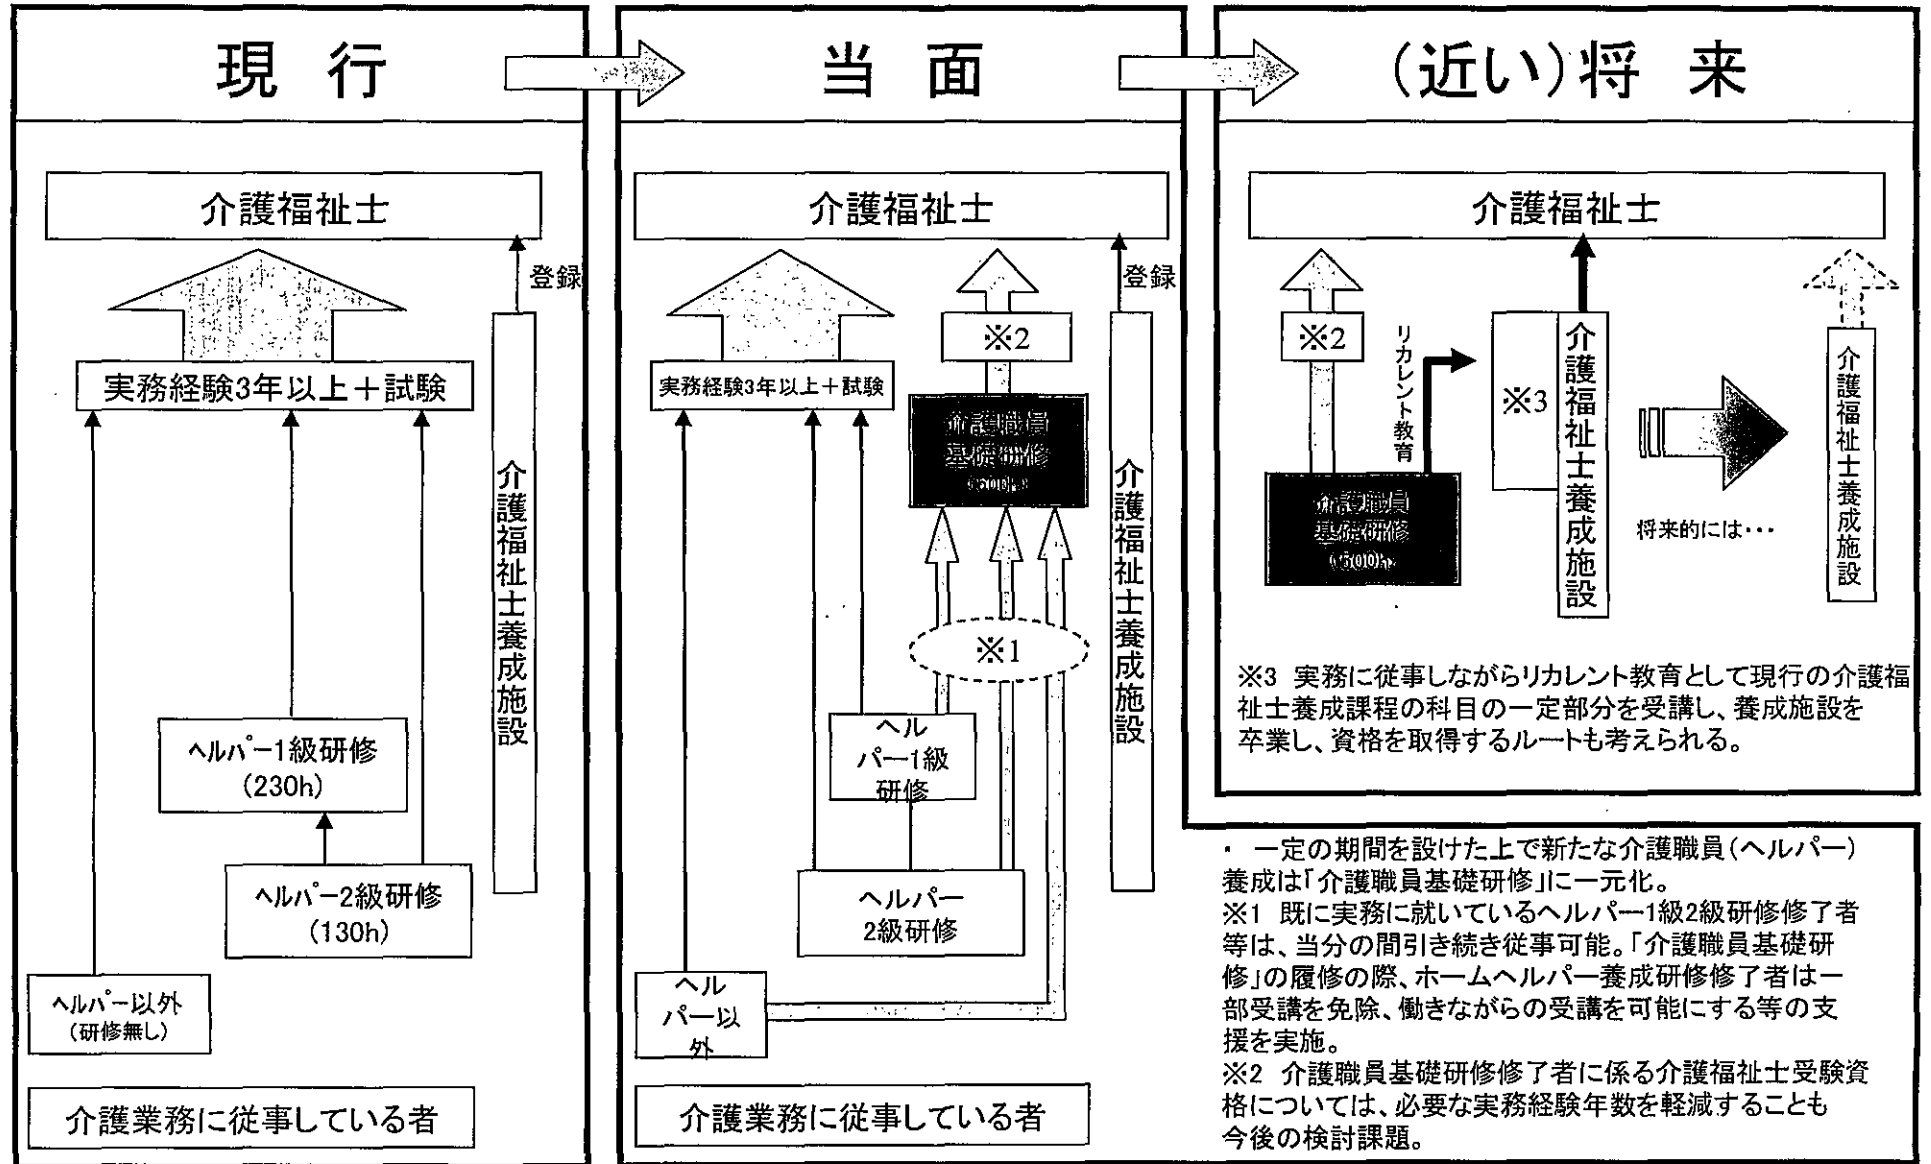 現 行
介護福祉士
登録
実務経験3年以上＋試験
介護福祉士養成施設
ヘルパー1級研修
(230h)
ヘルパー2級研修
(130h)
ヘルパー以外
(研修無し)
介護業務に従事している者
当 面
介護福祉士
登録
※2
実務経験3年以上＋試験
介護職員
基礎研修
(500h)
介護福祉士養成施設
※1
ヘル
パー1級
研修
ヘルパー
2級研修
ヘル
パー以
外
介護業務に従事している者
(近い)将 来
介護福祉士
※2
リカレント教育
※3
介護福祉士養成施設
介護職員
基礎研修
(500h)
将来的には･･･
介護福祉士養成施設
※3 実務に従事しながらリカレント教育として現行の介護福
祉士養成課程の科目の一定部分を受講し、養成施設を
卒業し、資格を取得するルートも考えられる。
・ 一定の期間を設けた上で新たな介護職員(ヘルパー)
養成は「介護職員基礎研修」に一元化。
※1 既に実務に就いているヘルパー1級2級研修修了者
等は、当分の間引き続き従事可能。「介護職員基礎研
修」の履修の際、ホームヘルパー養成研修修了者は一
部受講を免除、働きながらの受講を可能にする等の支
援を実施。
※2 介護職員基礎研修修了者に係る介護福祉士受験資
格については、必要な実務経験年数を軽減することも
今後の検討課題。